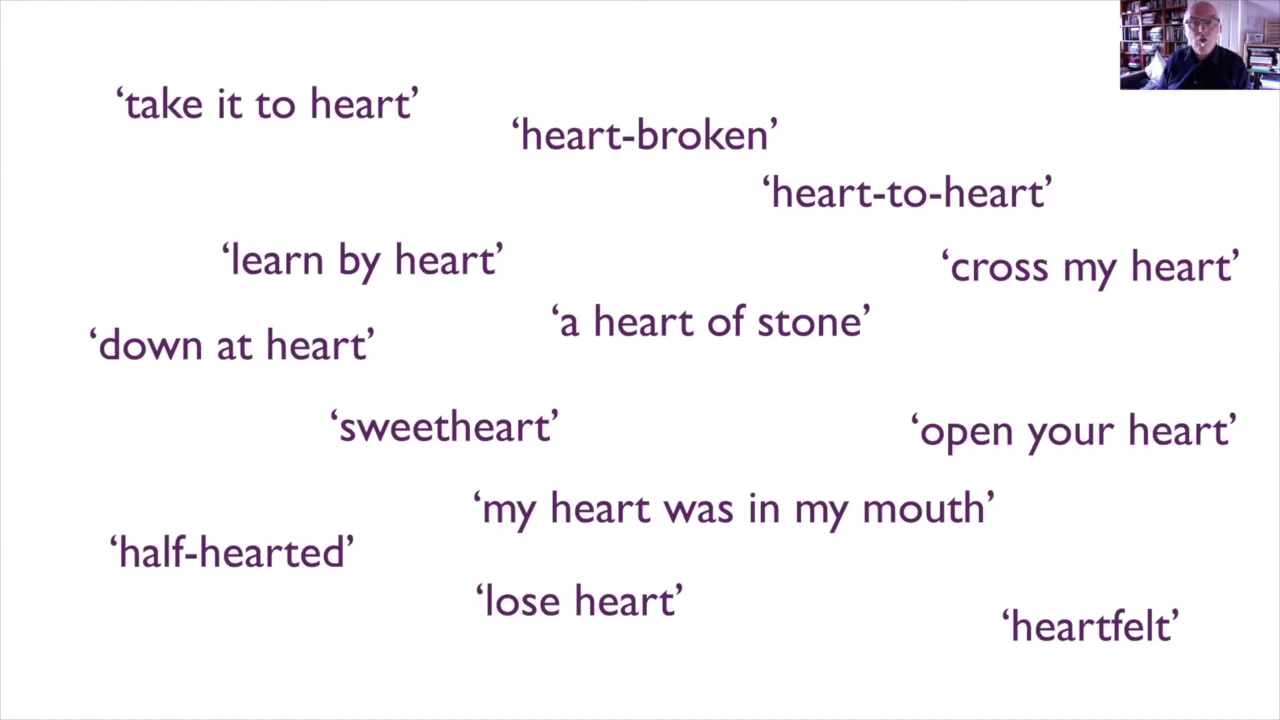 ‘take it to heart’
‘heart-broken’
‘heart-to-heart’
‘learn by heart’
‘cross my heart’
‘a heart of stone’
‘down at heart’
‘sweetheart’
‘open your heart’
‘my heart was in my mouth’
‘half-hearted’
‘lose heart’
‘heartfelt’